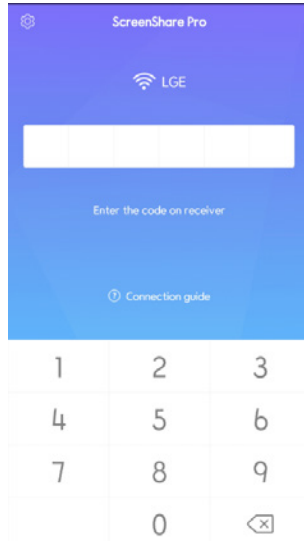 ScreenShare Pro
LGE
Enter the code on receiver
? Connection guide
1 2 3
4 5 6
7 8 9
0